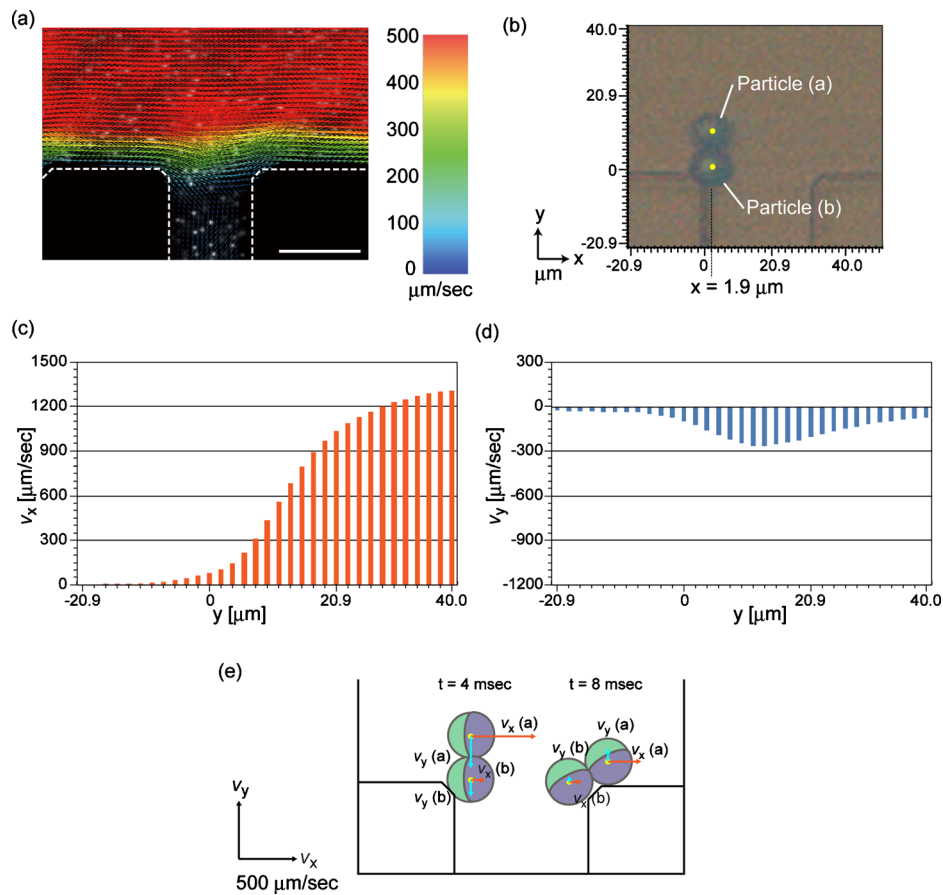 (a)
500
400
300
200
100
0
μm/sec
(b)
40.0
20.9
0
-20.9
Particle (a)
Particle (b)
y
x
μm
-20.9 0 20.9 40.0
x = 1.9 μm
(c)
1500
1200
900
600
300
0
vx [μm/sec]
-20.9 0 20.9 40.0
y [μm]
(d)
300
0
-300
-600
-900
-1200
vy [μm/sec]
-20.9 0 20.9 40.0
y [μm]
(e)
t = 4 msec
t = 8 msec
vx (a)
vy (a)
vx (b)
vy (b)
vy (a)
vy (b)
vx (a)
vx (b)
vy
vx
500 μm/sec